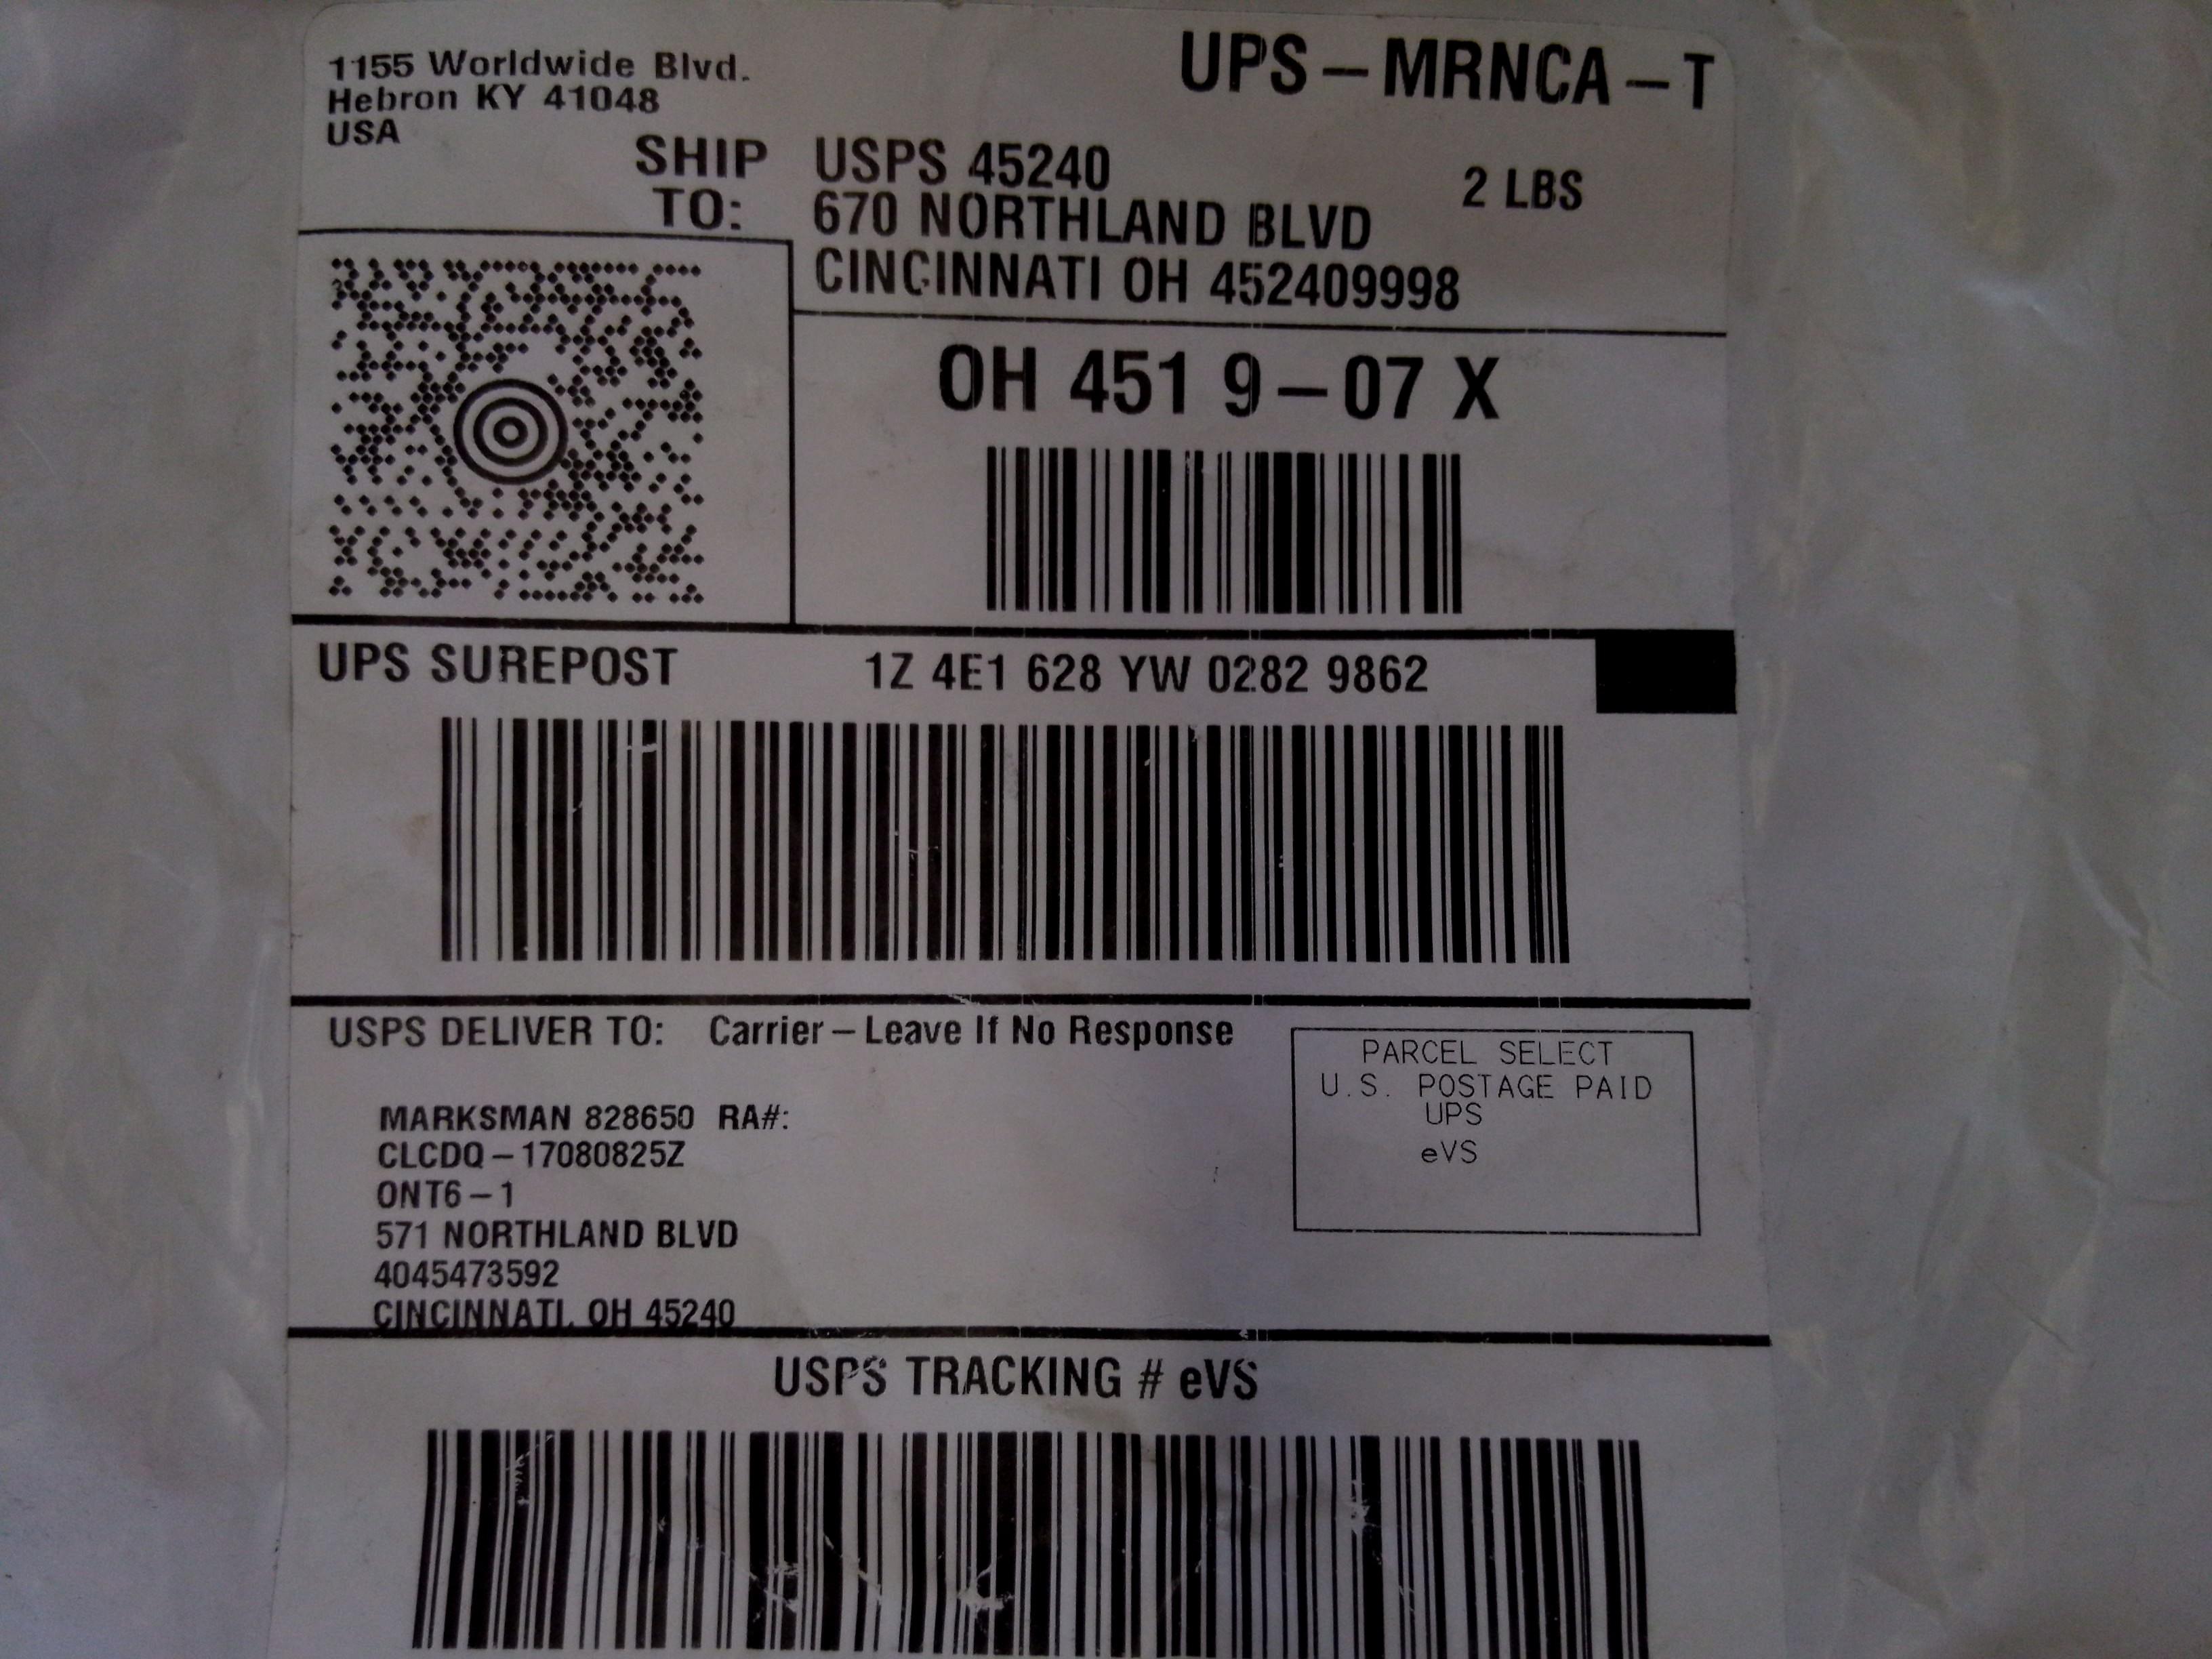 1155 Worldwide Blvd.
Hebron KY 41048
USA
UPS – MRNCA – T
SHIP TO:
USPS 45240
670 NORTHLAND BLVD
CINCINNATI OH 452409998
2 LBS
OH 451 9 – 07 X
UPS SUREPOST
1Z 4E1 628 YW 0282 9862
USPS DELIVER TO: Carrier – Leave If No Response
MARKSMAN 828650 RA#:
CLCDQ – 17080825Z
ONT6 – 1
571 NORTHLAND BLVD
4045473592
CINCINNATI, OH 45240
PARCEL SELECT
U.S. POSTAGE PAID
UPS
eVS
USPS TRACKING # eVS